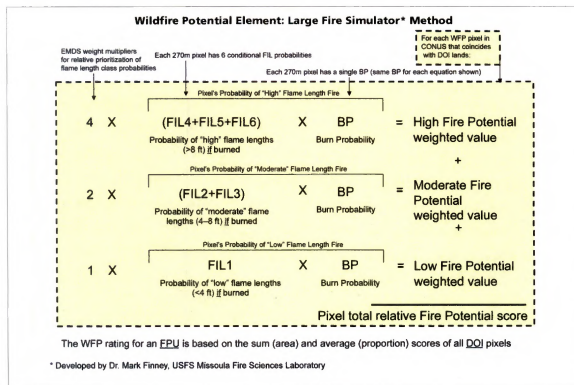 Wildfire Potential Element: Large Fire Simulator* Method
EMDS weight multipliers
for relative prioritization of
flame length class probabilities
Each 270m pixel has 6 conditional FIL probabilities
For each WFP pixel in
CONUS that coincides
with DOI lands:
Each 270m pixel has a single BP (same BP for each equation shown)
Pixel's Probability of "High" Flame Length Fire
4 X (FIL4+FIL5+FIL6) X BP = High Fire Potential
weighted value
Probability of "high" flame lengths
(>8 ft) if burned
Burn Probability
+
Pixel's Probability of "Moderate" Flame Length Fire
2 X (FIL2+FIL3) X BP = Moderate Fire
Potential
weighted value
Probability of "moderate" flame
lengths (4–8 ft) if burned
Burn Probability
+
Pixel's Probability of "Low" Flame Length Fire
1 X FIL1 X BP = Low Fire Potential
weighted value
Probability of "low" flame lengths
(<4 ft) if burned
Burn Probability
Pixel total relative Fire Potential score
The WFP rating for an FPU is based on the sum (area) and average (proportion) scores of all DOI pixels
* Developed by Dr. Mark Finney, USFS Missoula Fire Sciences Laboratory